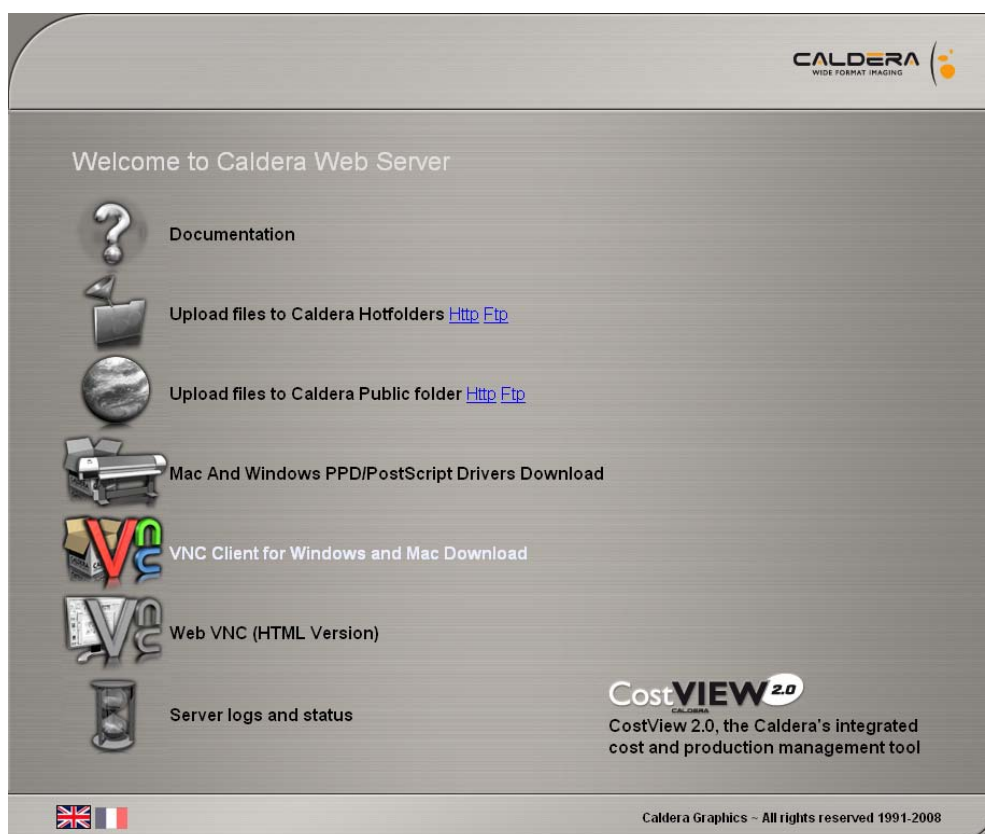 CALDERA
WIDE FORMAT IMAGING
Welcome to Caldera Web Server
Documentation
Upload files to Caldera Hotfolders Http Ftp
Upload files to Caldera Public folder Http Ftp
Mac And Windows PPD/PostScript Drivers Download
VNC Client for Windows and Mac Download
Web VNC (HTML Version)
Server logs and status
CostVIEW 2.0
CALDERA
CostView 2.0, the Caldera's integrated
cost and production management tool
Caldera Graphics ~ All rights reserved 1991-2008